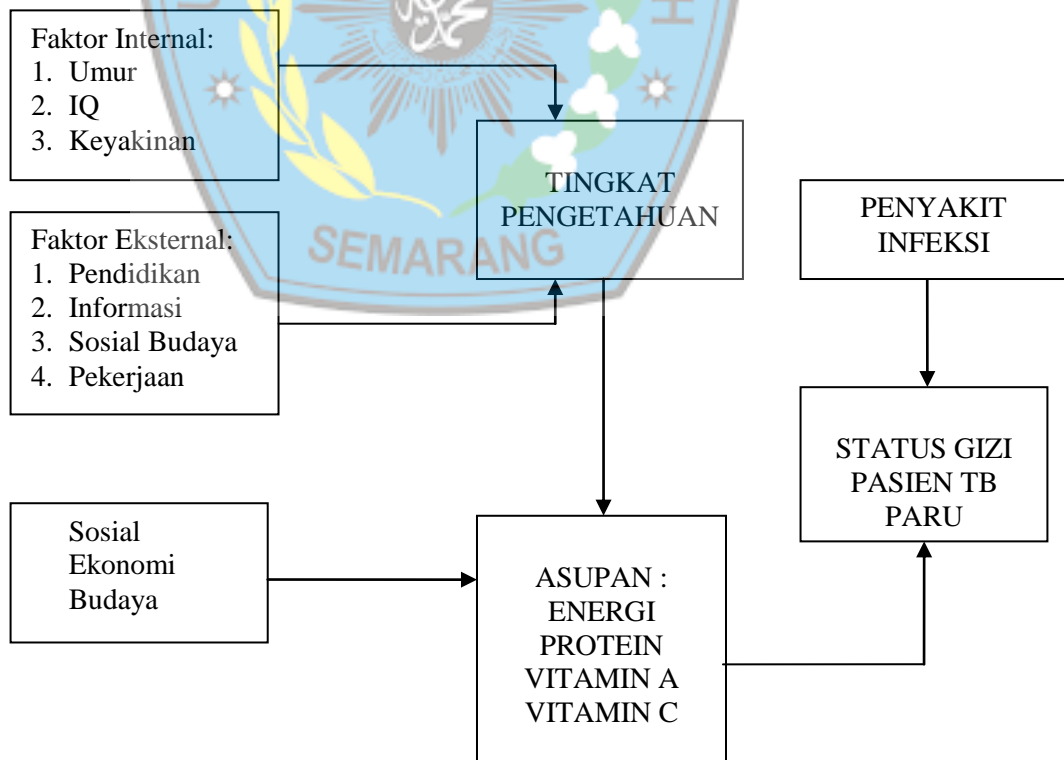 Faktor Internal:
1. Umur
2. IQ
3. Keyakinan
TINGKAT
PENGETAHUAN
PENYAKIT
INFEKSI
Faktor Eksternal:
1. Pendidikan
2. Informasi
3. Sosial Budaya
4. Pekerjaan
SEMARANG
STATUS GIZI
PASIEN TB
PARU
Sosial
Ekonomi
Budaya
ASUPAN :
ENERGI
PROTEIN
VITAMIN A
VITAMIN C